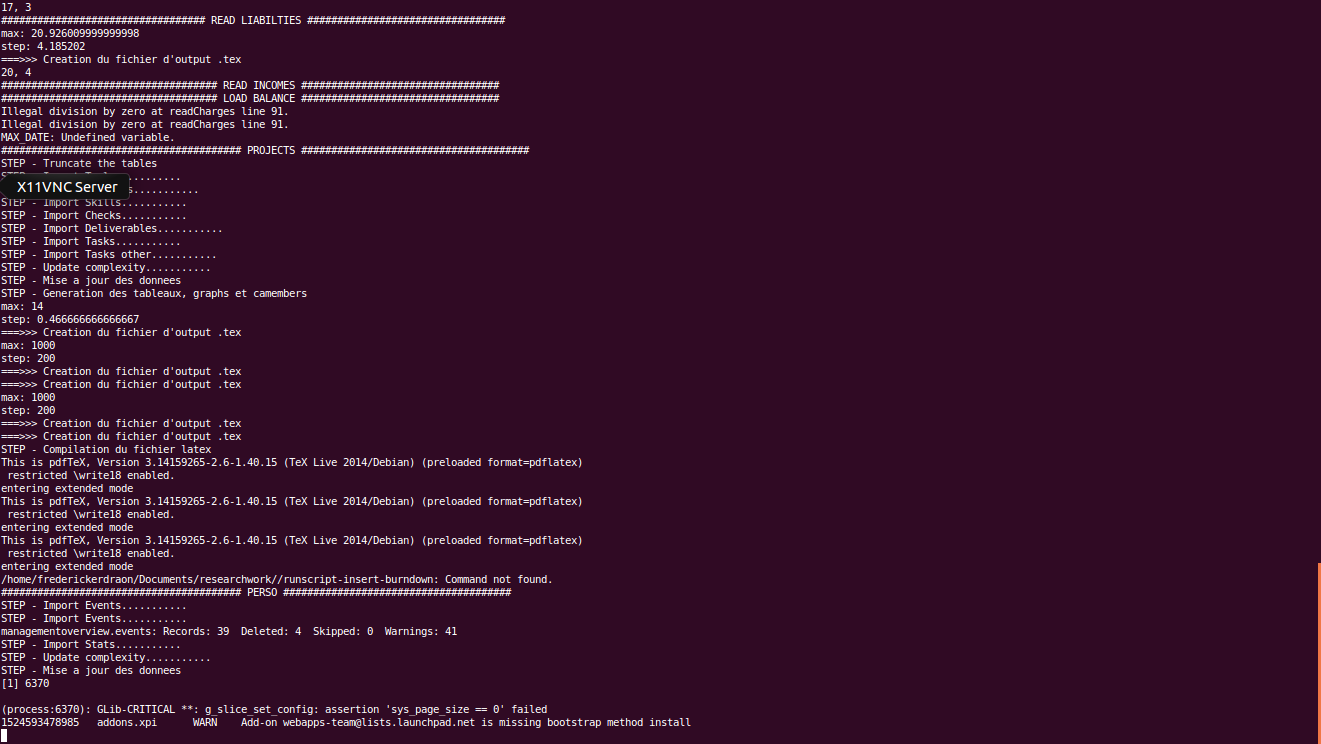 17, 3
################################## READ LIABILTIES #################################
max: 20.926009999999998
step: 4.185202
===>>> Creation du fichier d'output .tex
20, 4
#################################### READ INCOMES #################################
#################################### LOAD BALANCE #################################
Illegal division by zero at readCharges line 91.
Illegal division by zero at readCharges line 91.
MAX_DATE: Undefined variable.
######################################## PROJECTS ######################################
STEP - Truncate the tables
X11VNC Server
STEP - Import Skills...........
STEP - Import Checks...........
STEP - Import Deliverables...........
STEP - Import Tasks...........
STEP - Import Tasks other...........
STEP - Update complexity...........
STEP - Mise a jour des donnees
STEP - Generation des tableaux, graphs et camembers
max: 14
step: 0.466666666666667
===>>> Creation du fichier d'output .tex
max: 1000
step: 200
===>>> Creation du fichier d'output .tex
===>>> Creation du fichier d'output .tex
max: 1000
step: 200
===>>> Creation du fichier d'output .tex
===>>> Creation du fichier d'output .tex
STEP - Compilation du fichier latex
This is pdfTeX, Version 3.14159265-2.6-1.40.15 (TeX Live 2014/Debian) (preloaded format=pdflatex)
 restricted \write18 enabled.
entering extended mode
This is pdfTeX, Version 3.14159265-2.6-1.40.15 (TeX Live 2014/Debian) (preloaded format=pdflatex)
 restricted \write18 enabled.
entering extended mode
This is pdfTeX, Version 3.14159265-2.6-1.40.15 (TeX Live 2014/Debian) (preloaded format=pdflatex)
 restricted \write18 enabled.
entering extended mode
/home/frederickerdraon/Documents/researchwork//runscript-insert-burndown: Command not found.
######################################## PERSO ######################################
STEP - Import Events...........
STEP - Import Events...........
managementoverview.events: Records: 39  Deleted: 4  Skipped: 0  Warnings: 41
STEP - Import Stats...........
STEP - Update complexity...........
STEP - Mise a jour des donnees
[1] 6370
(process:6370): GLib-CRITICAL **: g_slice_set_config: assertion 'sys_page_size == 0' failed
1524593478985   addons.xpi      WARN    Add-on webapps-team@lists.launchpad.net is missing bootstrap method install